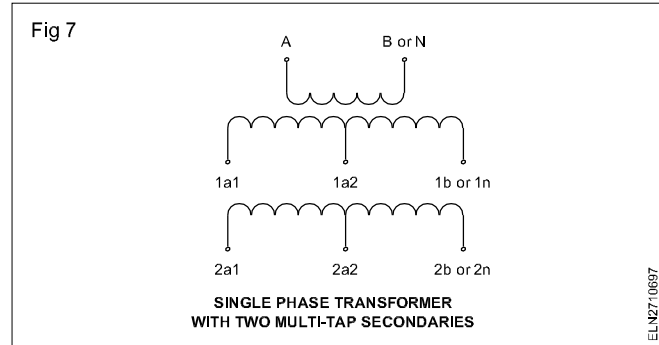 Fig 7
A B or N
1a1 1a2 1b or 1n
2a1 2a2 2b or 2n
SINGLE PHASE TRANSFORMER
WITH TWO MULTI-TAP SECONDARIES
ELN2710697